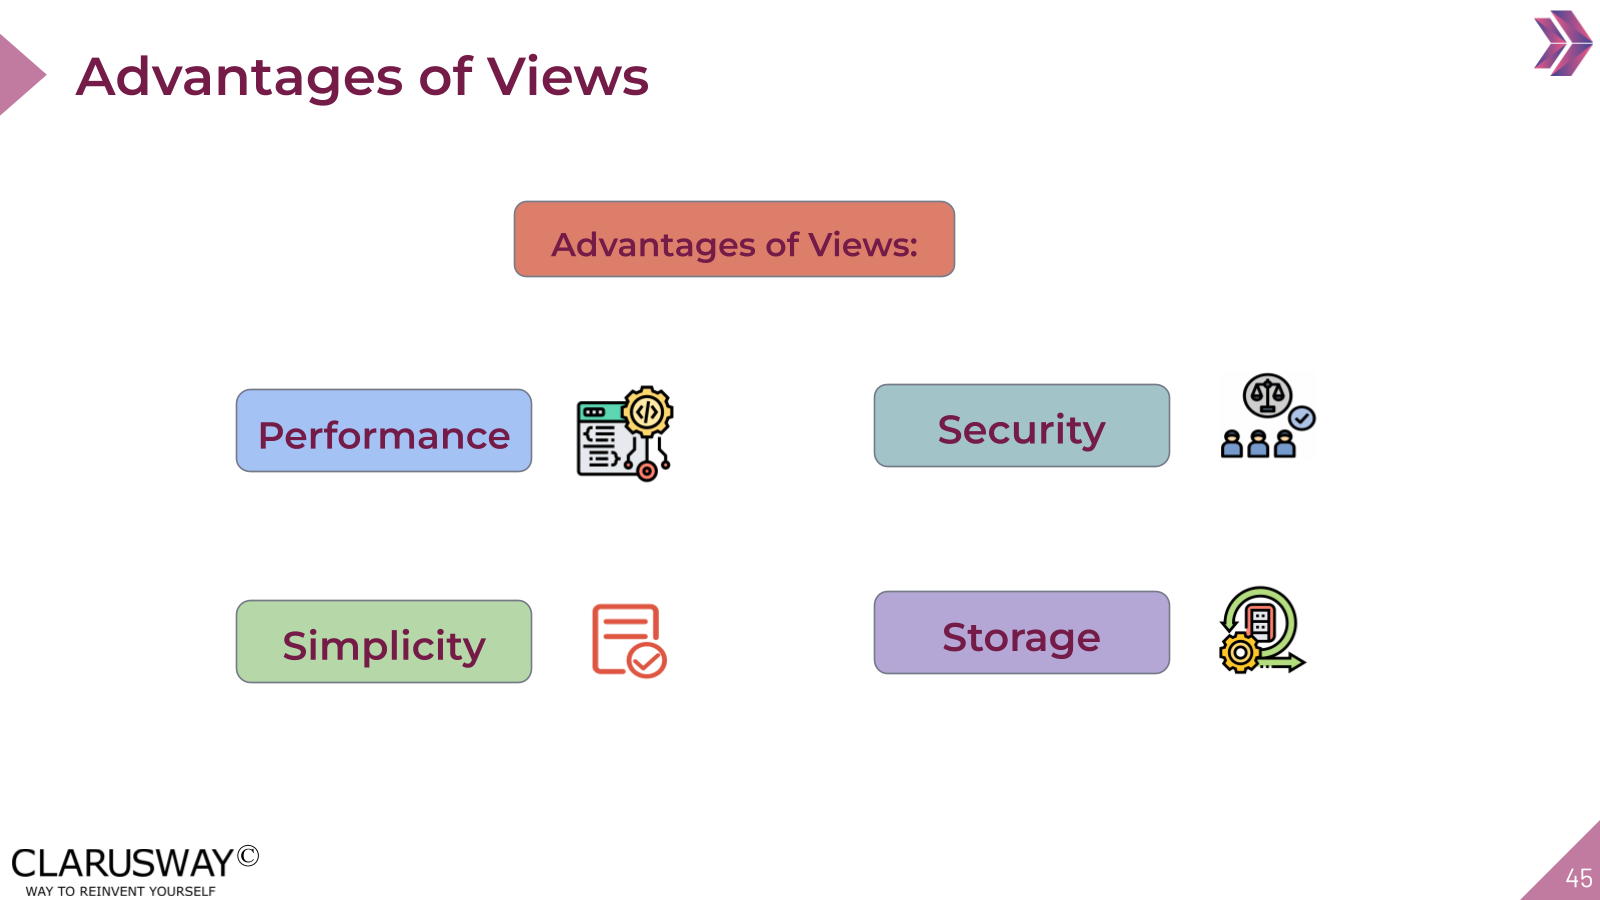 Advantages of Views
Advantages of Views:
Performance
Security
Simplicity
Storage
CLARUSWAY©
WAY TO REINVENT YOURSELF
45